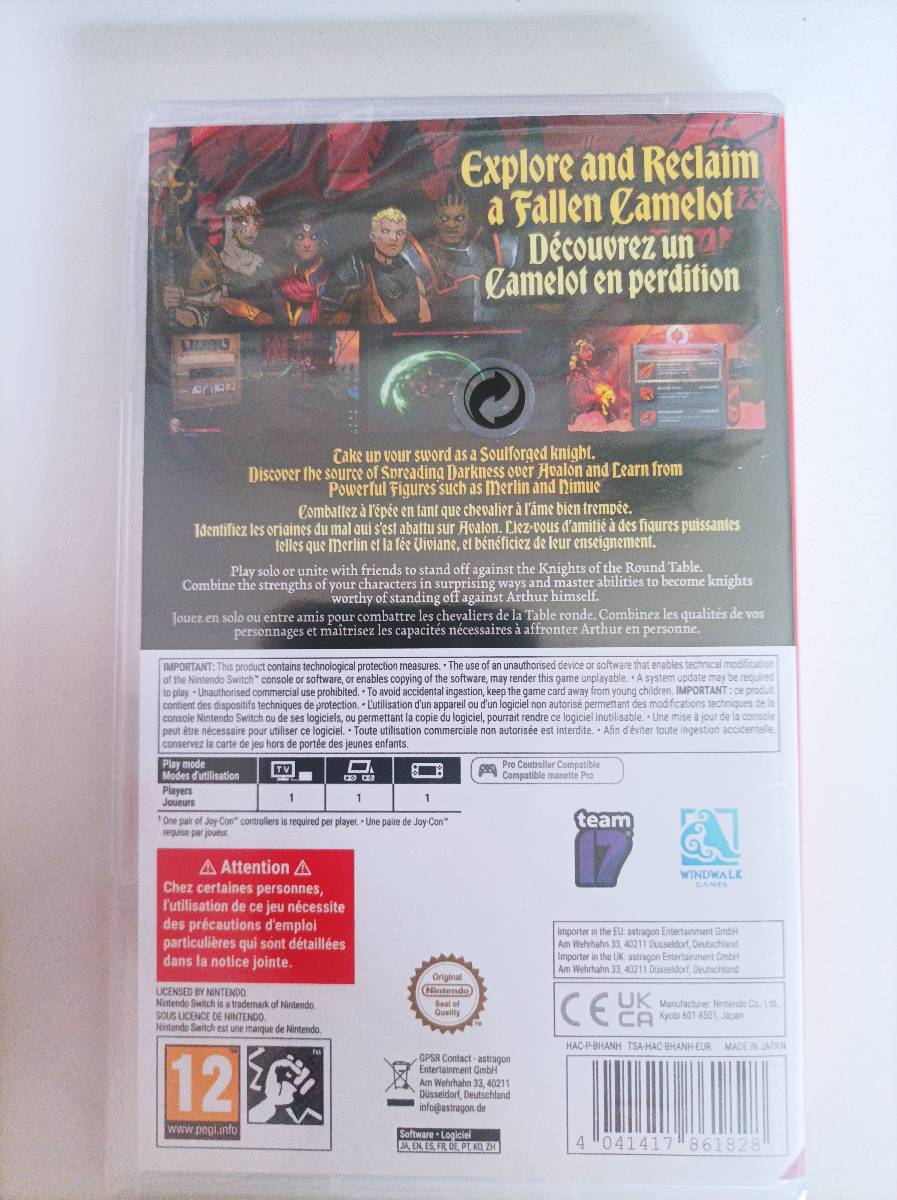 Explore and Reclaim
a Fallen Camelot
Découvrez un
Camelot en perdition
Take up your sword as a Soulforged knight.
Discover the source of Spreading Darkness over Avalon and Learn from
Powerful Figures such as Merlin and Nimue
Combattez à l'épée en tant que chevalier à l'âme bien trempée.
Identifiez les origines du mal qui s'est abattu sur Avalon. Liez-vous d'amitié à des figures puissantes
telles que Merlin et la fée Viviane, et bénéficiez de leur enseignement.
Play solo or unite with friends to stand off against the Knights of the Round Table.
Combine the strengths of your characters in surprising ways and master abilities to become knights
worthy of standing off against Arthur himself.
Jouez en solo ou entre amis pour combattre les chevaliers de la Table ronde. Combinez les qualités de vos
personnages et maîtrisez les capacités nécessaires à affronter Arthur en personne.
IMPORTANT: This product contains technological protection measures. • The use of an unauthorised device or software that enables technical modification
of the Nintendo Switch™ console or software, or enables copying of the software, may render this game unplayable. • A system update may be required
to play. • Unauthorised commercial use prohibited. • To avoid accidental ingestion, keep the game card away from young children. IMPORTANT : ce produit
contient des dispositifs techniques de protection. • L'utilisation d'un appareil ou d'un logiciel non autorisé permettant des modifications techniques de la
console Nintendo Switch ou de ses logiciels, ou permettant la copie du logiciel, pourrait rendre ce logiciel inutilisable. • Une mise à jour de la console
peut être nécessaire pour utiliser ce logiciel. • Toute utilisation commerciale non autorisée est interdite. • Afin d'éviter toute ingestion accidentelle,
conservez la carte de jeu hors de portée des jeunes enfants.
Play mode
Modes d'utilisation
TV
Pro Controller Compatible
Compatible manette Pro
Players
Joueurs
1 1 1
¹ One pair of Joy-Con™ controllers is required per player. • Une paire de Joy-Con™
requise par joueur.
team
17
WINDWALK
GAMES
⚠ Attention ⚠
Chez certaines personnes,
l'utilisation de ce jeu nécessite
des précautions d'emploi
particulières qui sont détaillées
dans la notice jointe.
Importer in the EU: astragon Entertainment GmbH
Am Wehrhahn 33, 40211 Düsseldorf, Deutschland
Importer in the UK: astragon Entertainment GmbH
Am Wehrhahn 33, 40211 Düsseldorf, Deutschland
LICENSED BY NINTENDO.
Nintendo Switch is a trademark of Nintendo.
SOUS LICENCE DE NINTENDO.
Nintendo Switch est une marque de Nintendo.
Original
Nintendo
Seal of
Quality
TM
CE UK
CA
Manufacturer: Nintendo Co., Ltd.,
Kyoto 601-8501, Japan
HAC-P-BHANH TSA-HAC-BHANH-EUR MADE IN JAPAN
12
www.pegi.info
TM
GPSR Contact - astragon
Entertainment GmbH
Am Wehrhahn 33, 40211
Düsseldorf, Deutschland
info@astragon.de
Software • Logiciel
JA, EN, ES, FR, DE, PT, KO, ZH
4 041417 861828